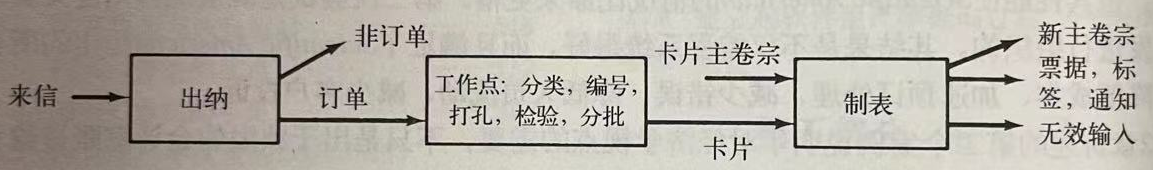 来信
出纳
非订单
订单
工作点：分类，编号，
打孔，检验，分批
卡片主卷宗
卡片
制表
新主卷宗
票据，标
签，通知
无效输入